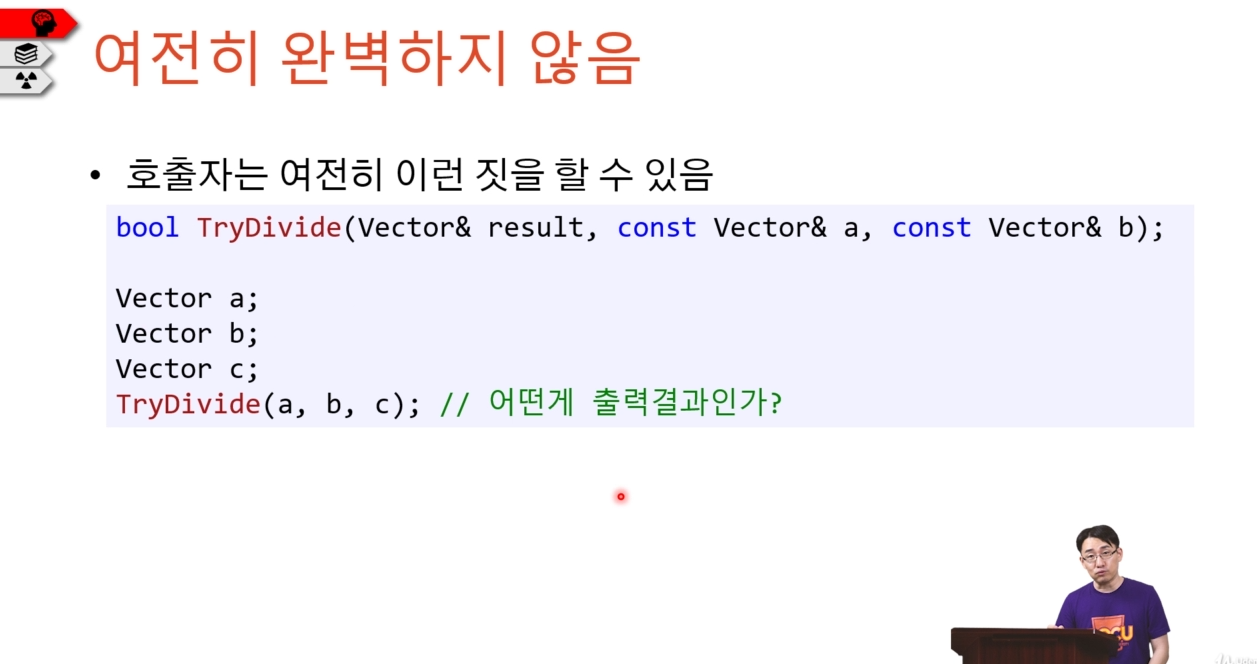 여전히 완벽하지 않음
• 호출자는 여전히 이런 짓을 할 수 있음
bool TryDivide(Vector& result, const Vector& a, const Vector& b);
Vector a;
Vector b;
Vector c;
TryDivide(a, b, c); // 어떤게 출력결과인가?